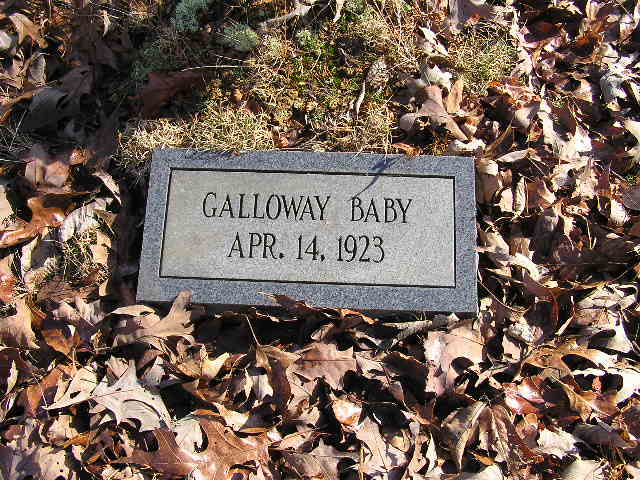 GALLOWAY BABY
APR. 14, 1923